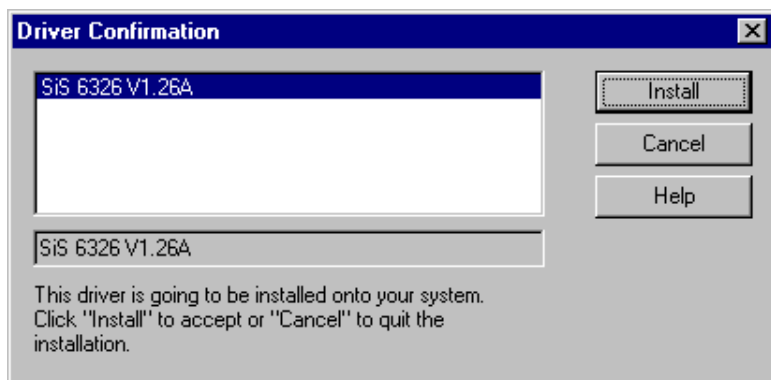 Driver Confirmation
SiS 6326 V1.26A
Install
Cancel
Help
SiS 6326 V1.26A
This driver is going to be installed onto your system.
Click "Install" to accept or "Cancel" to quit the
installation.